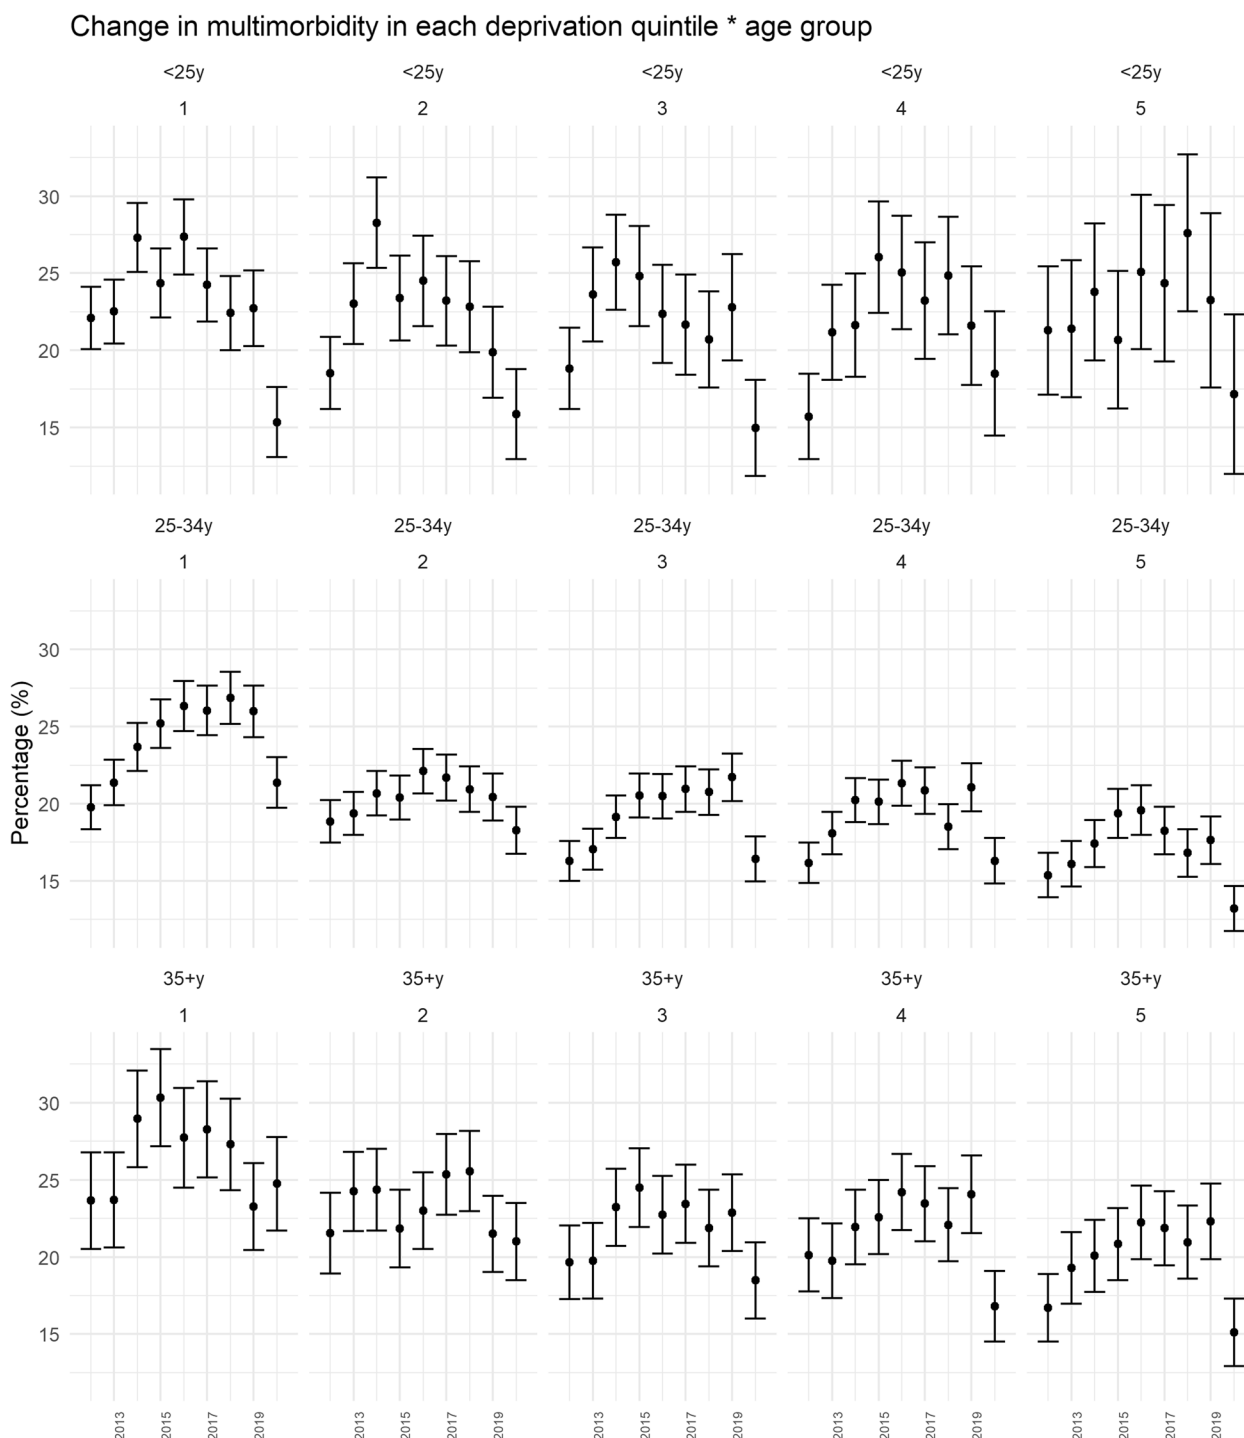 Change in multimorbidity in each deprivation quintile * age group
<25y <25y <25y <25y <25y
1 2 3 4 5
30
25
20
15
25-34y 25-34y 25-34y 25-34y 25-34y
1 2 3 4 5
30
25
20
15
Percentage (%)
35+y 35+y 35+y 35+y 35+y
1 2 3 4 5
30
25
20
15
2013 2015 2017 2019 2013 2015 2017 2019 2013 2015 2017 2019 2013 2015 2017 2019 2013 2015 2017 2019